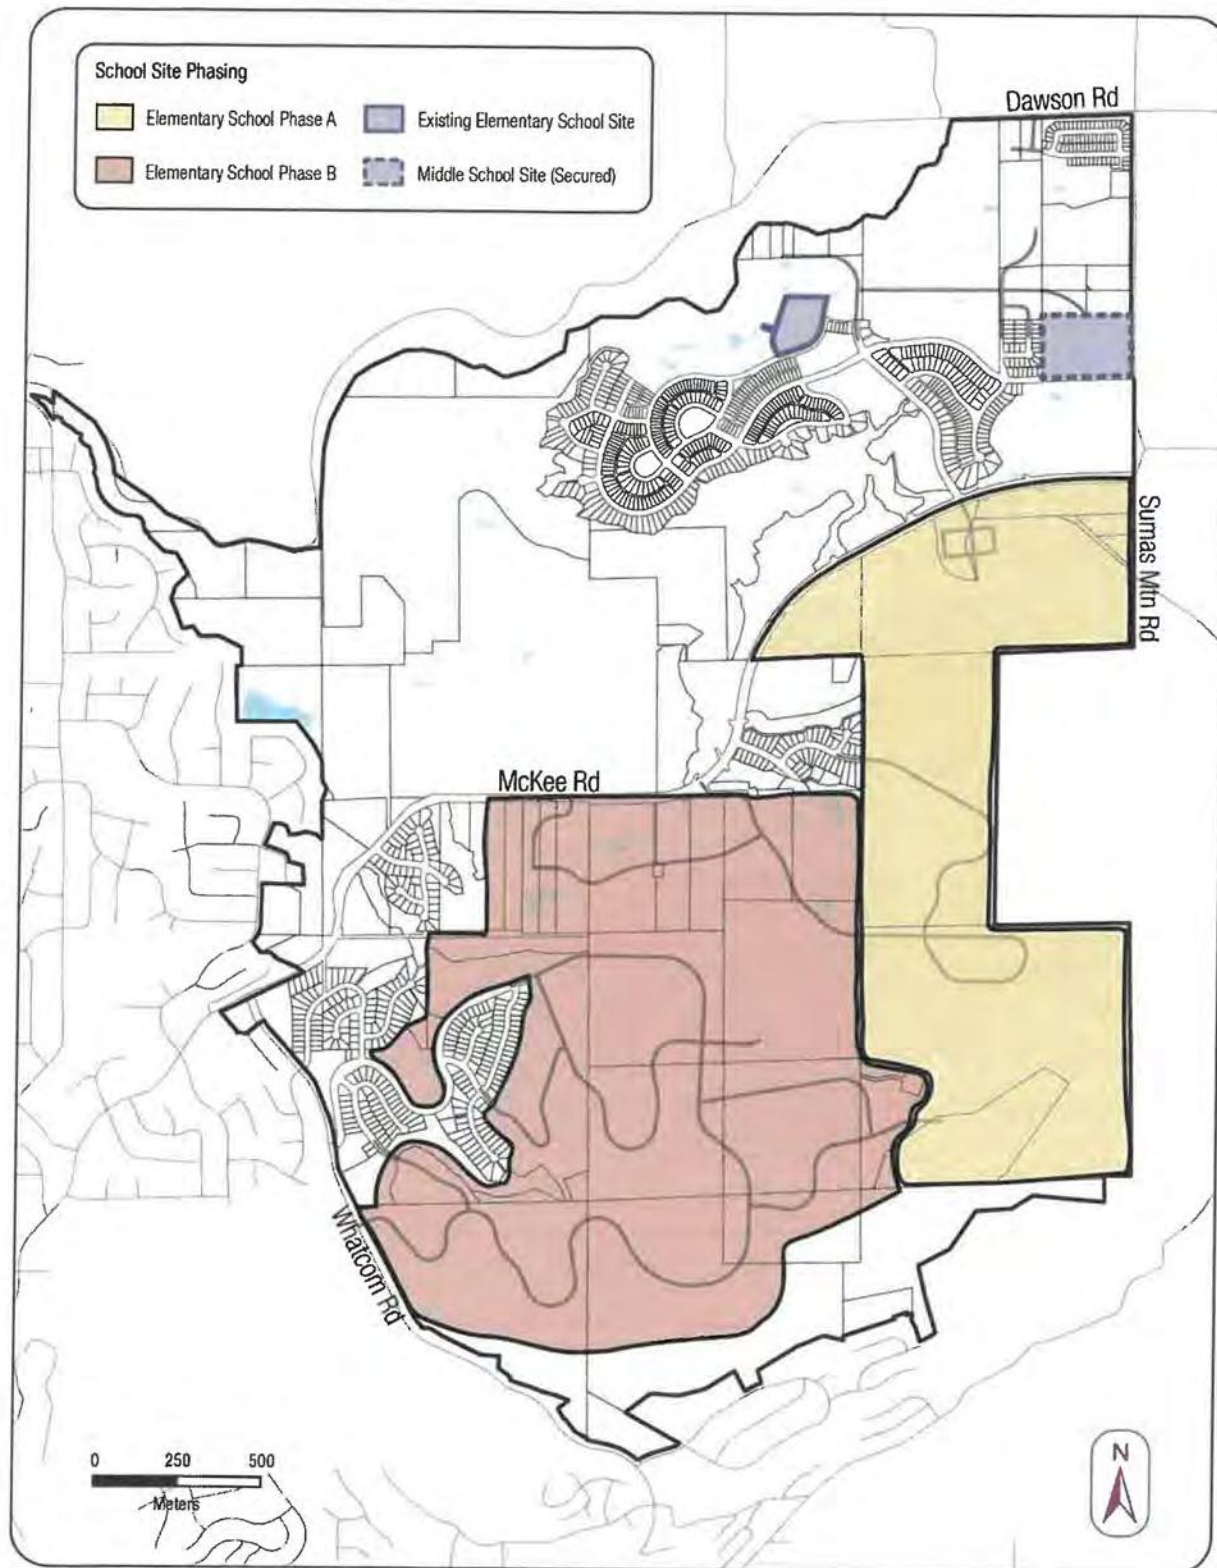 School Site Phasing
Elementary School Phase A
Existing Elementary School Site
Elementary School Phase B
Middle School Site (Secured)
Dawson Rd
Sumas Mtn Rd
McKee Rd
Whatcom Rd
0 250 500
Meters
N